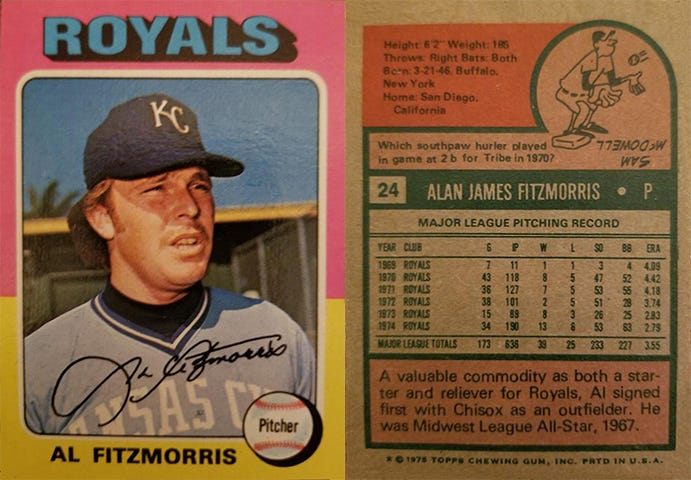 ROYALS
KC
Al Fitzmorris
KANSAS CI
Pitcher
AL FITZMORRIS
Height: 6'2" Weight: 185
Throws: Right Bats: Both
Born: 3-21-46, Buffalo,
New York
Home: San Diego,
California
Which southpaw hurler played
in game at 2 b for Tribe in 1970?
SAM
McDOWELL
24 ALAN JAMES FITZMORRIS • P.
MAJOR LEAGUE PITCHING RECORD
YEAR CLUB G IP W L SO BB ERA
1969 ROYALS 7 11 1 1 3 4 4.09
1970 ROYALS 43 118 8 5 47 52 4.42
1971 ROYALS 36 127 7 5 53 55 4.18
1972 ROYALS 38 101 2 5 51 28 3.74
1973 ROYALS 15 89 8 3 26 25 2.83
1974 ROYALS 34 190 13 6 53 63 2.79
MAJOR LEAGUE TOTALS 173 636 39 25 233 227 3.55
A valuable commodity as both a star-
ter and reliever for Royals, Al signed
first with Chisox as an outfielder. He
was Midwest League All-Star, 1967.
© 1975 TOPPS CHEWING GUM, INC. PRTD IN U.S.A.